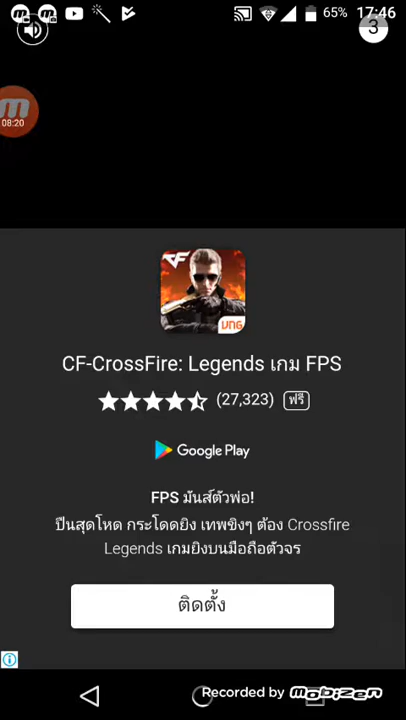 65% 17:46
3
08:20
CF
VNG
CF-CrossFire: Legends เกม FPS
(27,323) ฟรี
Google Play
FPS มันส์ตัวพ่อ!
ปืนสุดโหด กระโดดยิง เทพขิงๆ ต้อง Crossfire
Legends เกมยิงบนมือถือตัวจร
ติดตั้ง
Recorded by MOBIZEN